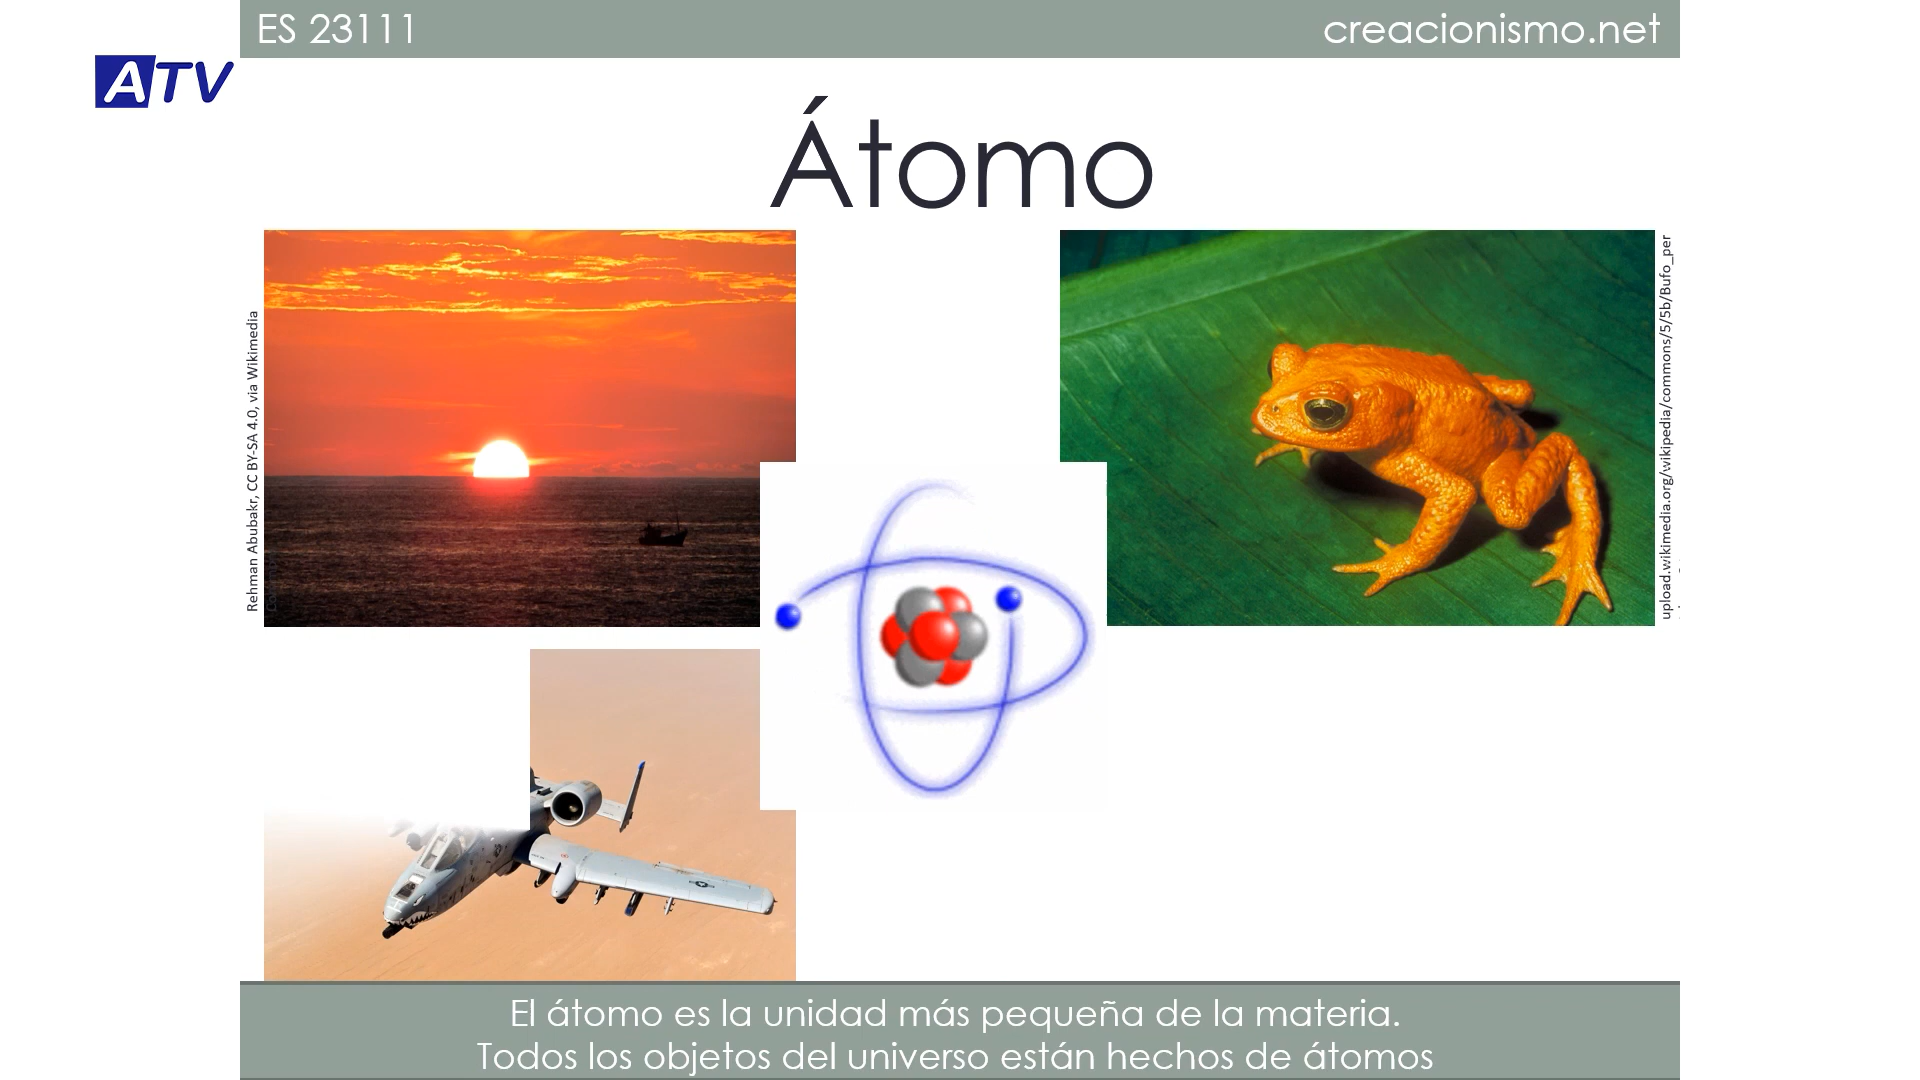 ES 23111
creacionismo.net
ATV
Átomo
Rehman Abubakr, CC BY-SA 4.0, via Wikimedia
upload.wikimedia.org/wikipedia/commons/5/5b/Bufo_per
El átomo es la unidad más pequeña de la materia.
Todos los objetos del universo están hechos de átomos